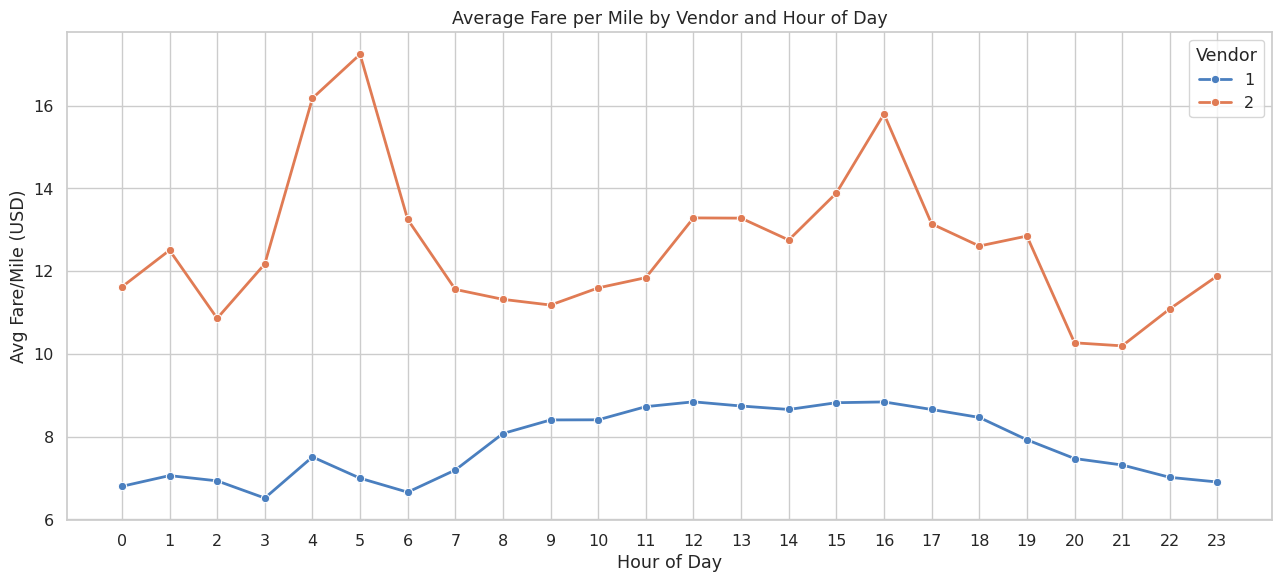 Average Fare per Mile by Vendor and Hour of Day
Vendor
1
2
Avg Fare/Mile (USD)
16
14
12
10
8
6
0 1 2 3 4 5 6 7 8 9 10 11 12 13 14 15 16 17 18 19 20 21 22 23
Hour of Day